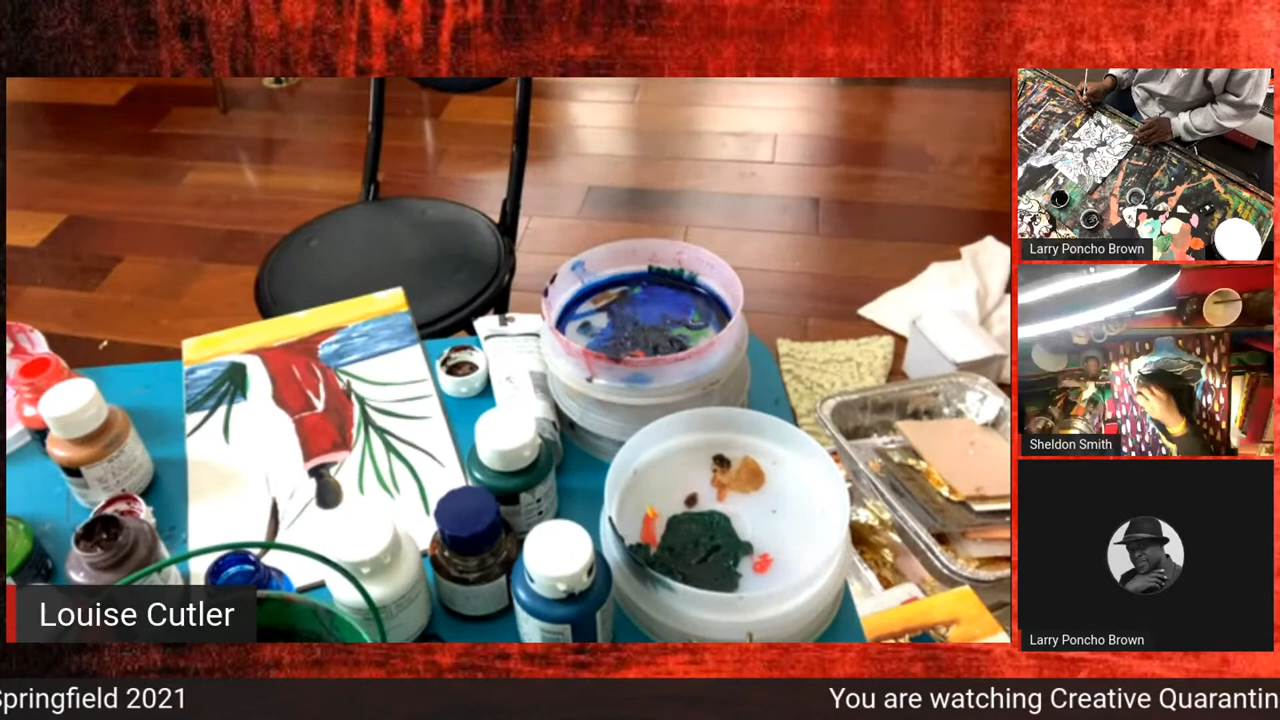 Larry Poncho Brown
Sheldon Smith
Louise Cutler
Larry Poncho Brown
Springfield 2021
You are watching Creative Quarantin